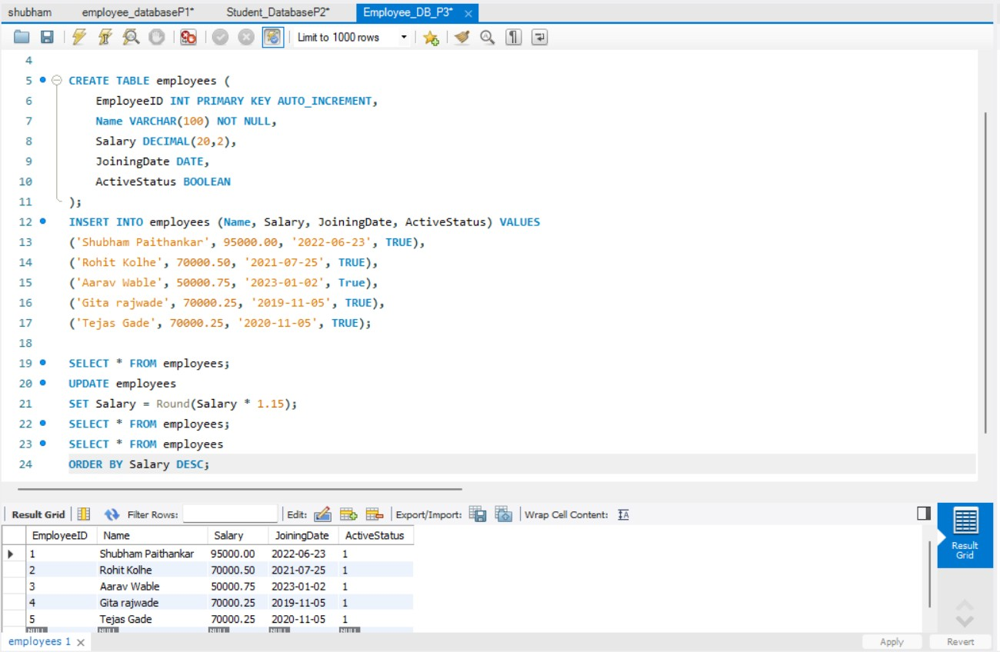 shubham employee_databaseP1* Student_DatabaseP2* Employee_DB_P3*
Limit to 1000 rows
4
5 CREATE TABLE employees (
6 EmployeeID INT PRIMARY KEY AUTO_INCREMENT,
7 Name VARCHAR(100) NOT NULL,
8 Salary DECIMAL(20,2),
9 JoiningDate DATE,
10 ActiveStatus BOOLEAN
11 );
12 INSERT INTO employees (Name, Salary, JoiningDate, ActiveStatus) VALUES
13 ('Shubham Paithankar', 95000.00, '2022-06-23', TRUE),
14 ('Rohit Kolhe', 70000.50, '2021-07-25', TRUE),
15 ('Aarav Wable', 50000.75, '2023-01-02', True),
16 ('Gita rajwade', 70000.25, '2019-11-05', TRUE),
17 ('Tejas Gade', 70000.25, '2020-11-05', TRUE);
18
19 SELECT * FROM employees;
20 UPDATE employees
21 SET Salary = Round(Salary * 1.15);
22 SELECT * FROM employees;
23 SELECT * FROM employees
24 ORDER BY Salary DESC;
Result Grid Filter Rows: Edit: Export/Import: Wrap Cell Content:
EmployeeID Name Salary JoiningDate ActiveStatus
1 Shubham Paithankar 95000.00 2022-06-23 1
2 Rohit Kolhe 70000.50 2021-07-25 1
3 Aarav Wable 50000.75 2023-01-02 1
4 Gita rajwade 70000.25 2019-11-05 1
5 Tejas Gade 70000.25 2020-11-05 1
NULL NULL NULL NULL NULL
Result
Grid
employees 1 Apply Revert